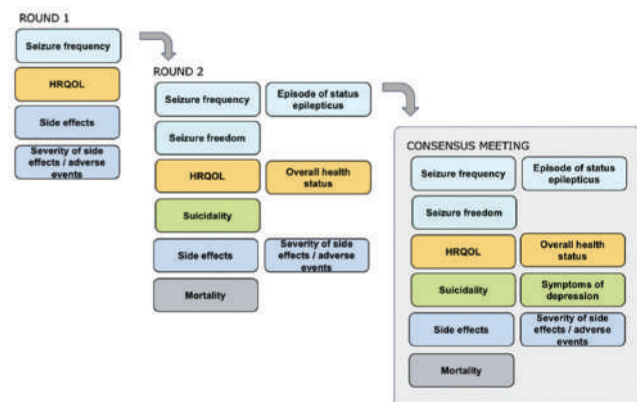 ROUND 1
Seizure frequency
HRQOL
Side effects
Severity of side
effects / adverse
events
ROUND 2
Seizure frequency
Episode of status
epilepticus
Seizure freedom
HRQOL
Overall health
status
Suicidality
Side effects
Severity of side
effects / adverse
events
Mortality
CONSENSUS MEETING
Seizure frequency
Episode of status
epilepticus
Seizure freedom
HRQOL
Overall health
status
Suicidality
Symptoms of
depression
Side effects
Severity of side
effects / adverse
events
Mortality